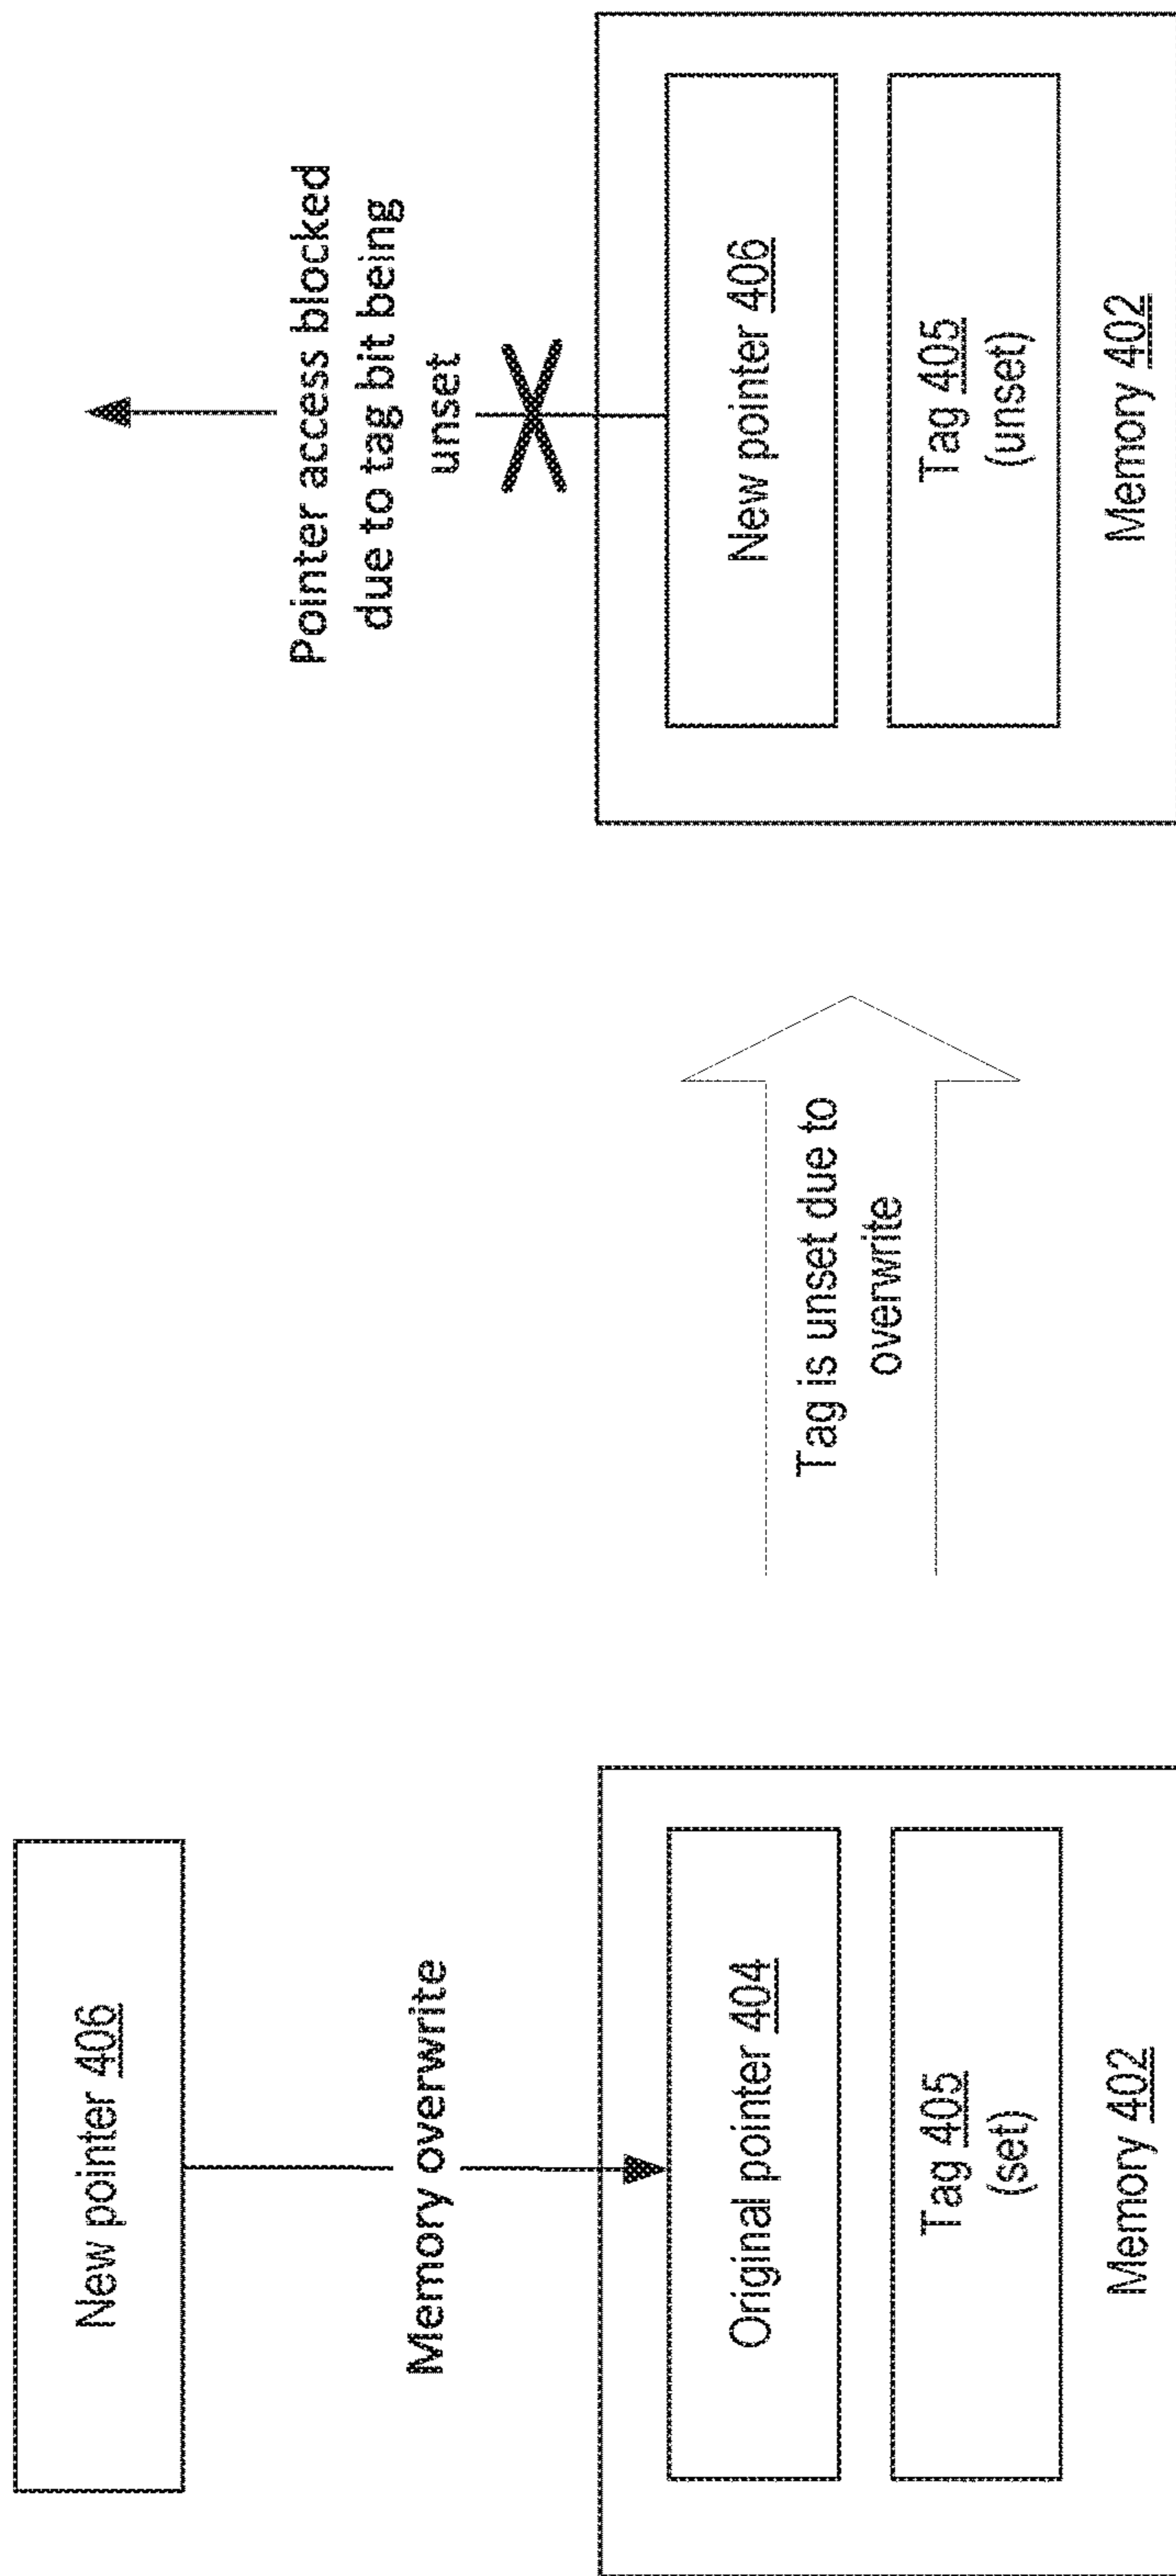 New pointer 406
Memory overwrite
Original pointer 404
Tag 405
(set)
Memory 402
Tag is unset due to
overwrite
Pointer access blocked
due to tag bit being
unset
New pointer 406
Tag 405
(unset)
Memory 402